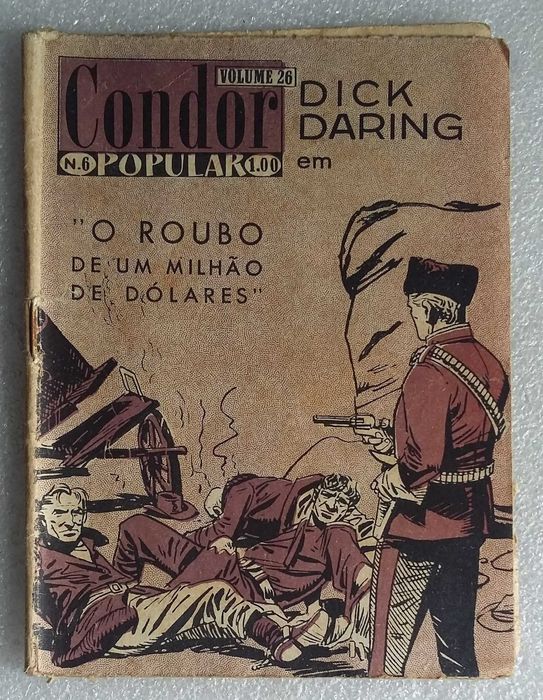 VOLUME 26
Condor
N.6 POPULAR 1.00
DICK
DARING
em
"O ROUBO
DE UM MILHÃO
DE DÓLARES"